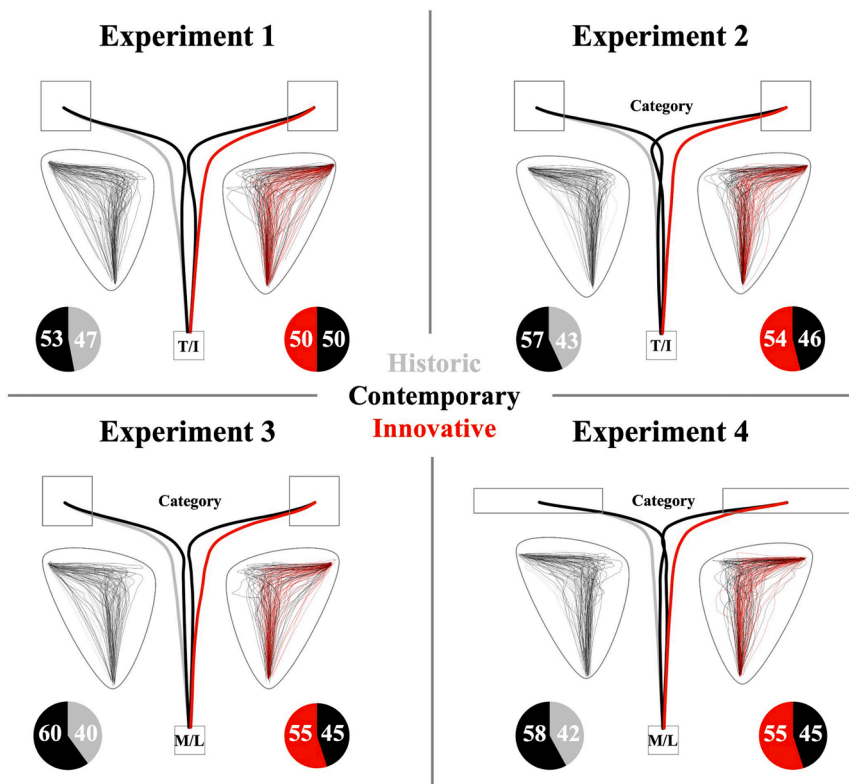 Experiment 1
53
47
T/I
50
50
Experiment 2
Category
57
43
T/I
54
46
Historic
Contemporary
Innovative
Experiment 3
Category
60
40
M/L
55
45
Experiment 4
Category
58
42
M/L
55
45